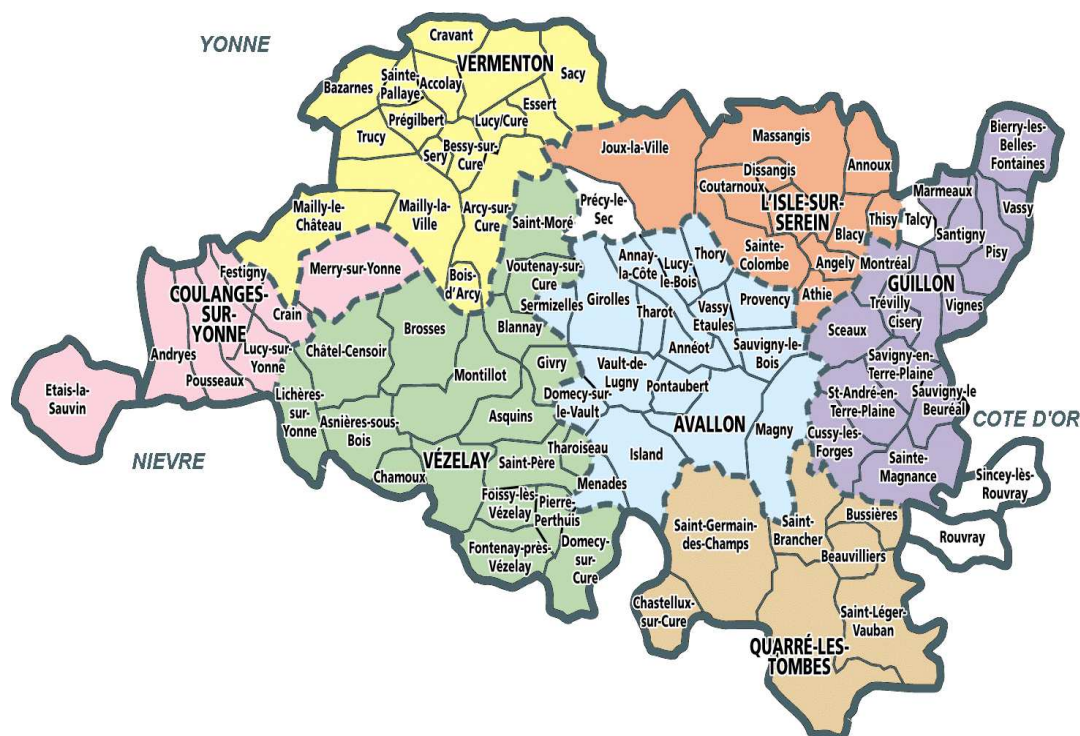 YONNE
Cravant
VERMENTON
Sacy
Bazarnes
Sainte-
Pallaye
Accolay
Essert
Prégilbert
Lucy/Cure
Trucy
Sery
Bessy-sur-
Cure
Mailly-le-
Château
Mailly-la-
Ville
Arcy-sur-
Cure
Bois-
d'Arcy
Joux-la-Ville
Massangis
Annoux
Dissangis
Coutarnoux
L'ISLE-SUR-
SEREIN
Thisy
Blacy
Sainte-
Colombe
Angely
Athie
Précy-le-
Sec
Talcy
Bierry-les-
Belles-
Fontaines
Marmeaux
Vassy
Santigny
Pisy
Montréal
GUILLON
Trévilly
Cisery
Vignes
Sceaux
Savigny-en-
Terre-Plaine
St-André-en-
Terre-Plaine
Sauvigny-le
Beuréal
Cussy-les-
Forges
Sainte-
Magnance
Festigny
COULANGES-
SUR-
YONNE
Merry-sur-Yonne
Crain
Andryes
Lucy-sur-
Yonne
Pousseaux
Etais-la-
Sauvin
NIEVRE
Saint-Moré
Voutenay-sur-
Cure
Sermizelles
Brosses
Blannay
Châtel-Censoir
Montillot
Givry
Lichères-
sur-
Yonne
Asnières-sous-
Bois
Asquins
Chamoux
VÉZELAY
Saint-Père
Tharoiseau
Menades
Foissy-lès
Vézelay
Pierre-
Perthuis
Fontenay-près-
Vézelay
Domecy-
sur-
Cure
Annay-
la-Côte
Lucy-
le-Bois
Thory
Girolles
Tharot
Vassy
Etaules
Provency
Annéot
Sauvigny-le-
Bois
Vault-de-
Lugny
Pontaubert
Domecy-sur-
le-Vault
AVALLON
Magny
Island
COTE D'OR
Sincey-lès-
Rouvray
Rouvray
Saint-Germain-
des-Champs
Saint-
Brancher
Bussières
Beauvilliers
Chastellux-
sur-Cure
Saint-Léger-
Vauban
QUARRÉ-LES-
TOMBES